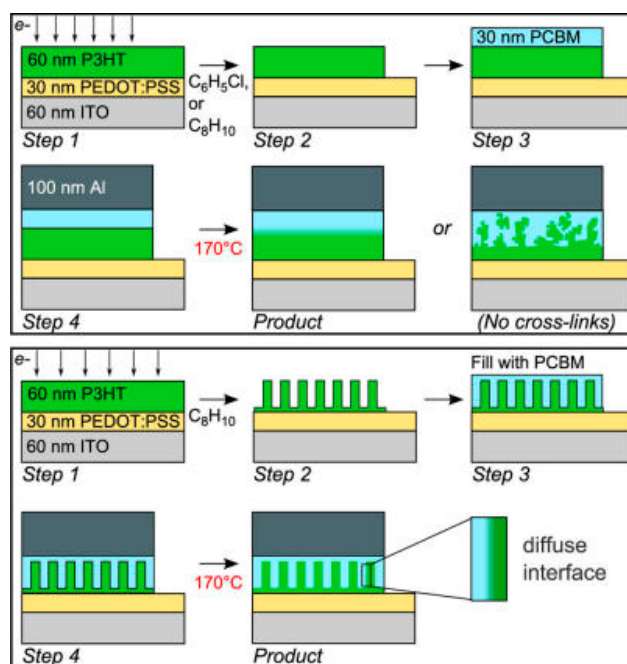 e-
60 nm P3HT
30 nm PEDOT:PSS
60 nm ITO
Step 1
C6H5Cl,
or
C8H10
Step 2
30 nm PCBM
Step 3
100 nm Al
Step 4
170°C
Product
or
(No cross-links)
e-
60 nm P3HT
30 nm PEDOT:PSS
60 nm ITO
Step 1
C8H10
Step 2
Fill with PCBM
Step 3
Step 4
170°C
Product
diffuse
interface